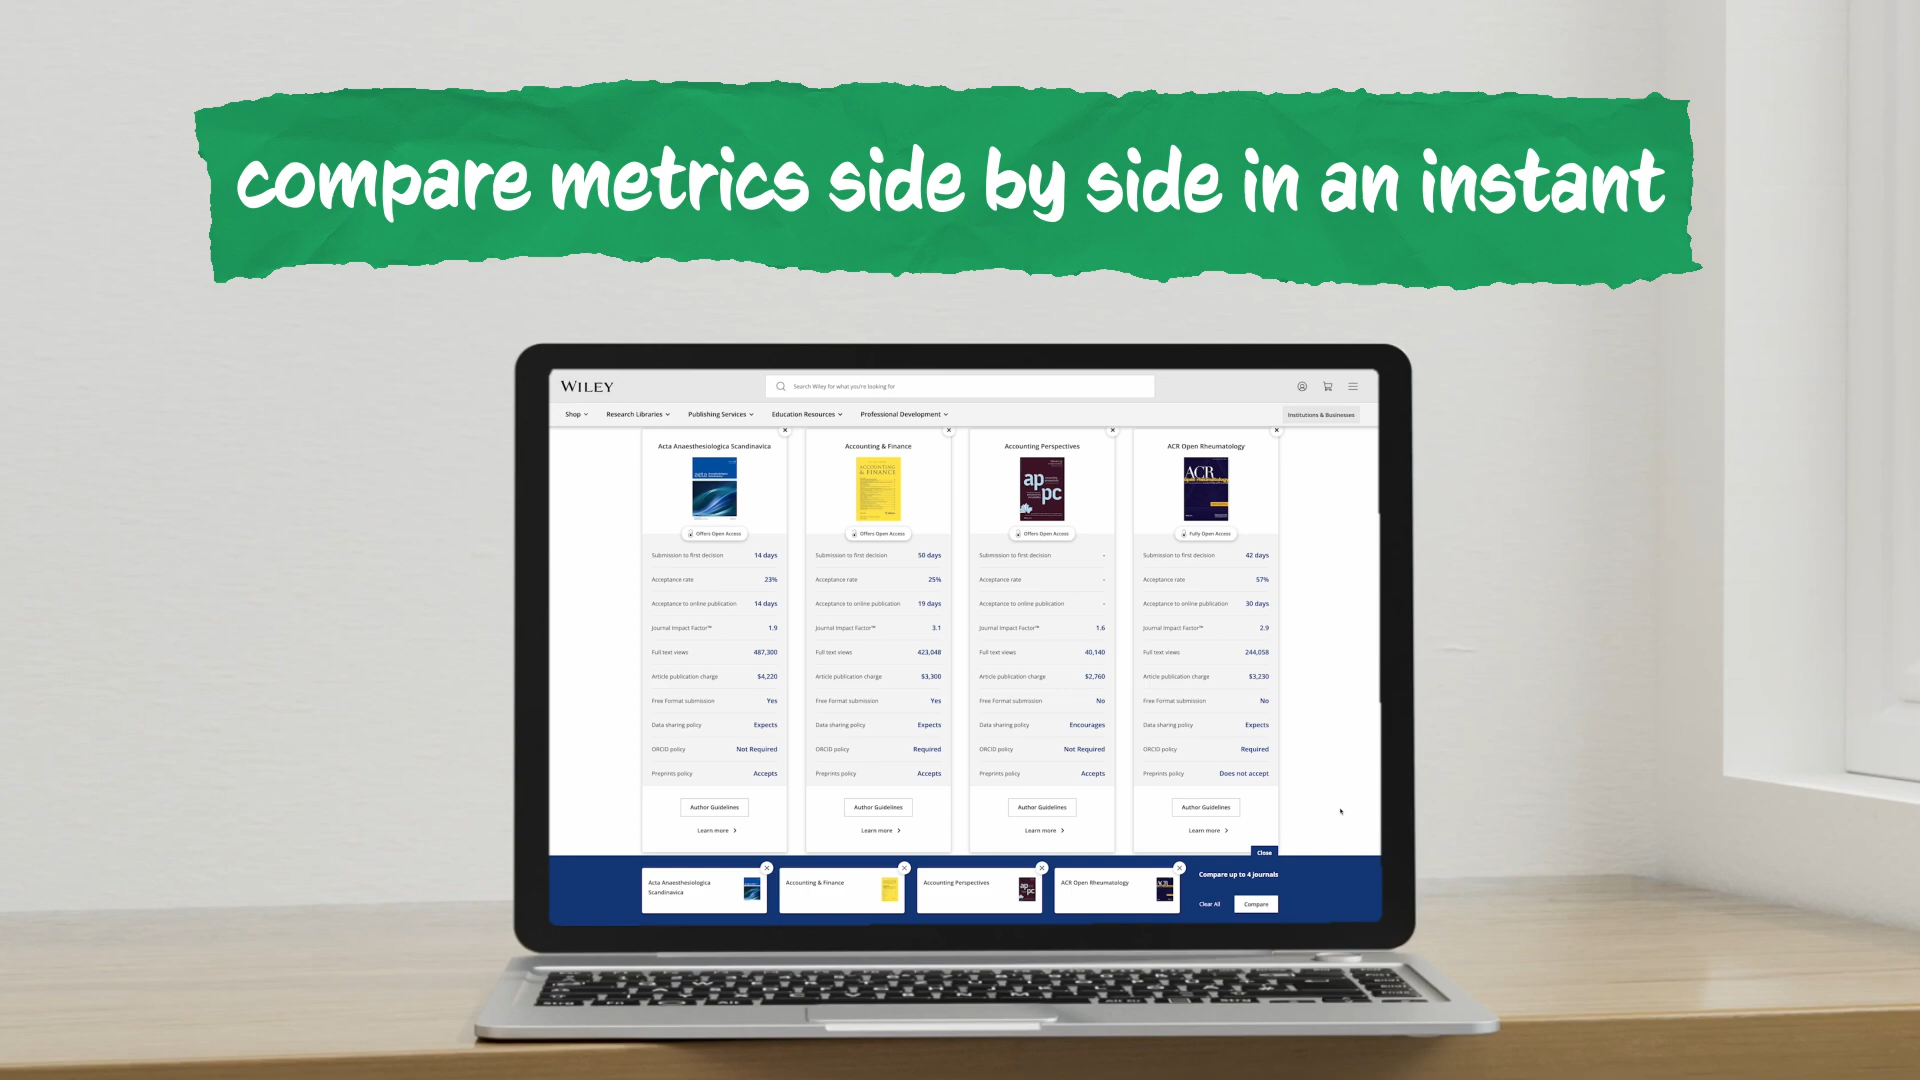 compare metrics side by side in an instant
WILEY
Search Wiley for what you're looking for
Shop Research Libraries Publishing Services Education Resources Professional Development Institutions & Businesses
Acta Anaesthesiologica Scandinavica
Offers Open Access
Submission to first decision 14 days
Acceptance rate 23%
Acceptance to online publication 14 days
Journal Impact Factor™ 1.9
Full text views 487,300
Article publication charge $4,220
Free Format submission Yes
Data sharing policy Expects
ORCID policy Not Required
Preprints policy Accepts
Author Guidelines
Learn more
Accounting & Finance
ACCOUNTING
& FINANCE
Offers Open Access
Submission to first decision 50 days
Acceptance rate 25%
Acceptance to online publication 19 days
Journal Impact Factor™ 3.1
Full text views 423,048
Article publication charge $3,300
Free Format submission Yes
Data sharing policy Expects
ORCID policy Required
Preprints policy Accepts
Author Guidelines
Learn more
Accounting Perspectives
ap
pc
Offers Open Access
Submission to first decision -
Acceptance rate -
Acceptance to online publication -
Journal Impact Factor™ 1.6
Full text views 40,140
Article publication charge $2,760
Free Format submission No
Data sharing policy Encourages
ORCID policy Not Required
Preprints policy Accepts
Author Guidelines
Learn more
ACR Open Rheumatology
ACR
Open Rheumatology
Fully Open Access
Submission to first decision 42 days
Acceptance rate 57%
Acceptance to online publication 30 days
Journal Impact Factor™ 2.9
Full text views 244,058
Article publication charge $3,230
Free Format submission No
Data sharing policy Expects
ORCID policy Required
Preprints policy Does not accept
Author Guidelines
Learn more
Close
Acta Anaesthesiologica
Scandinavica
Accounting & Finance
Accounting Perspectives
ACR Open Rheumatology
Compare up to 4 journals
Clear All Compare